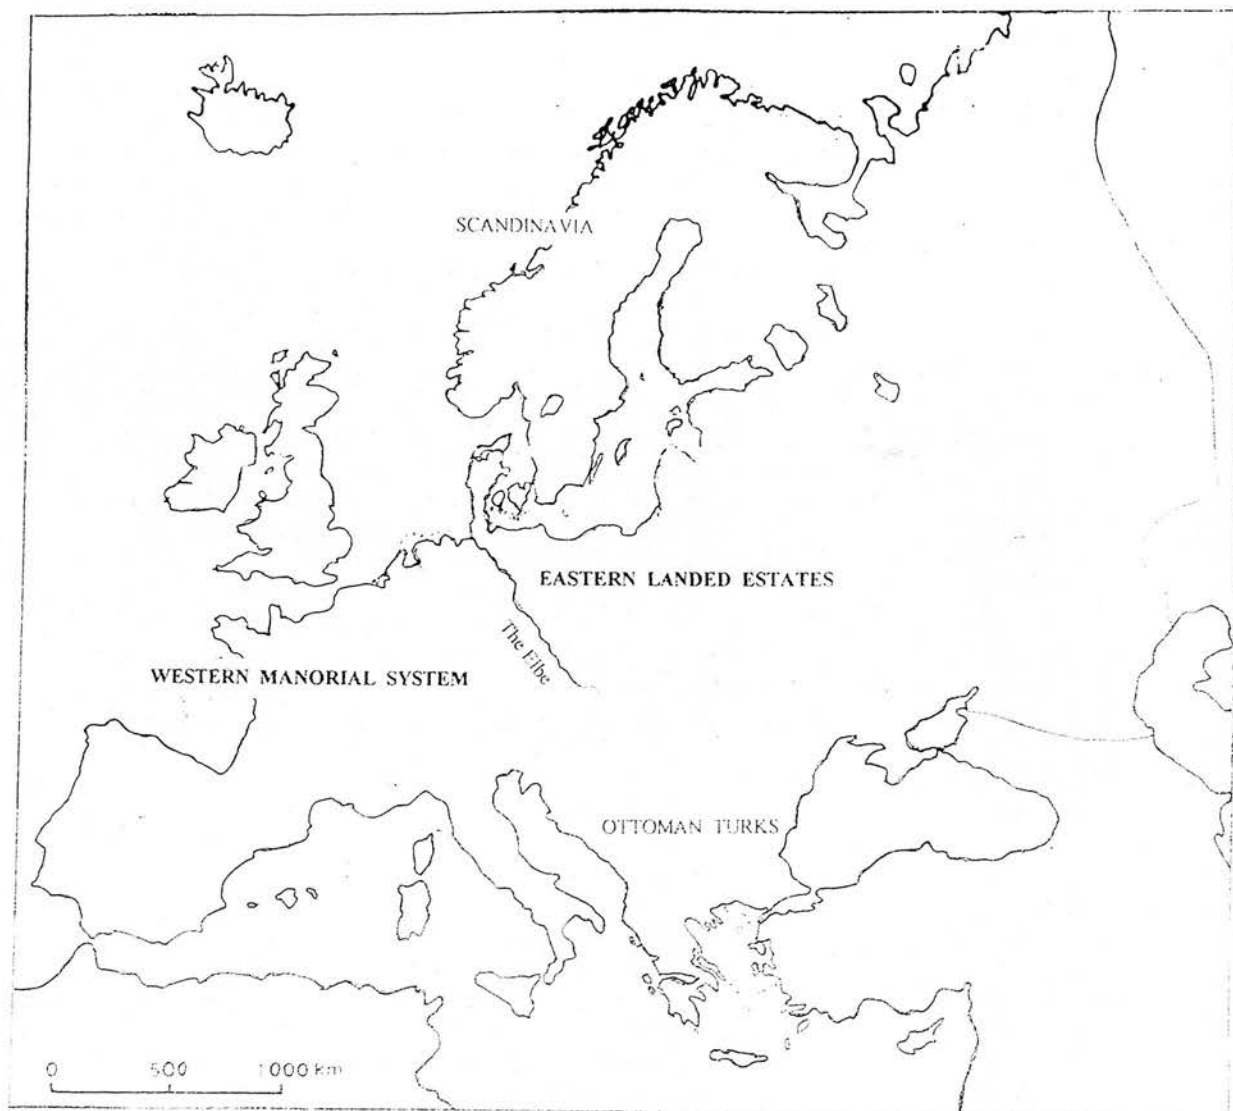 SCANDINAVIA
EASTERN LANDED ESTATES
The Elbe
WESTERN MANORIAL SYSTEM
OTTOMAN TURKS
0 500 1000 km